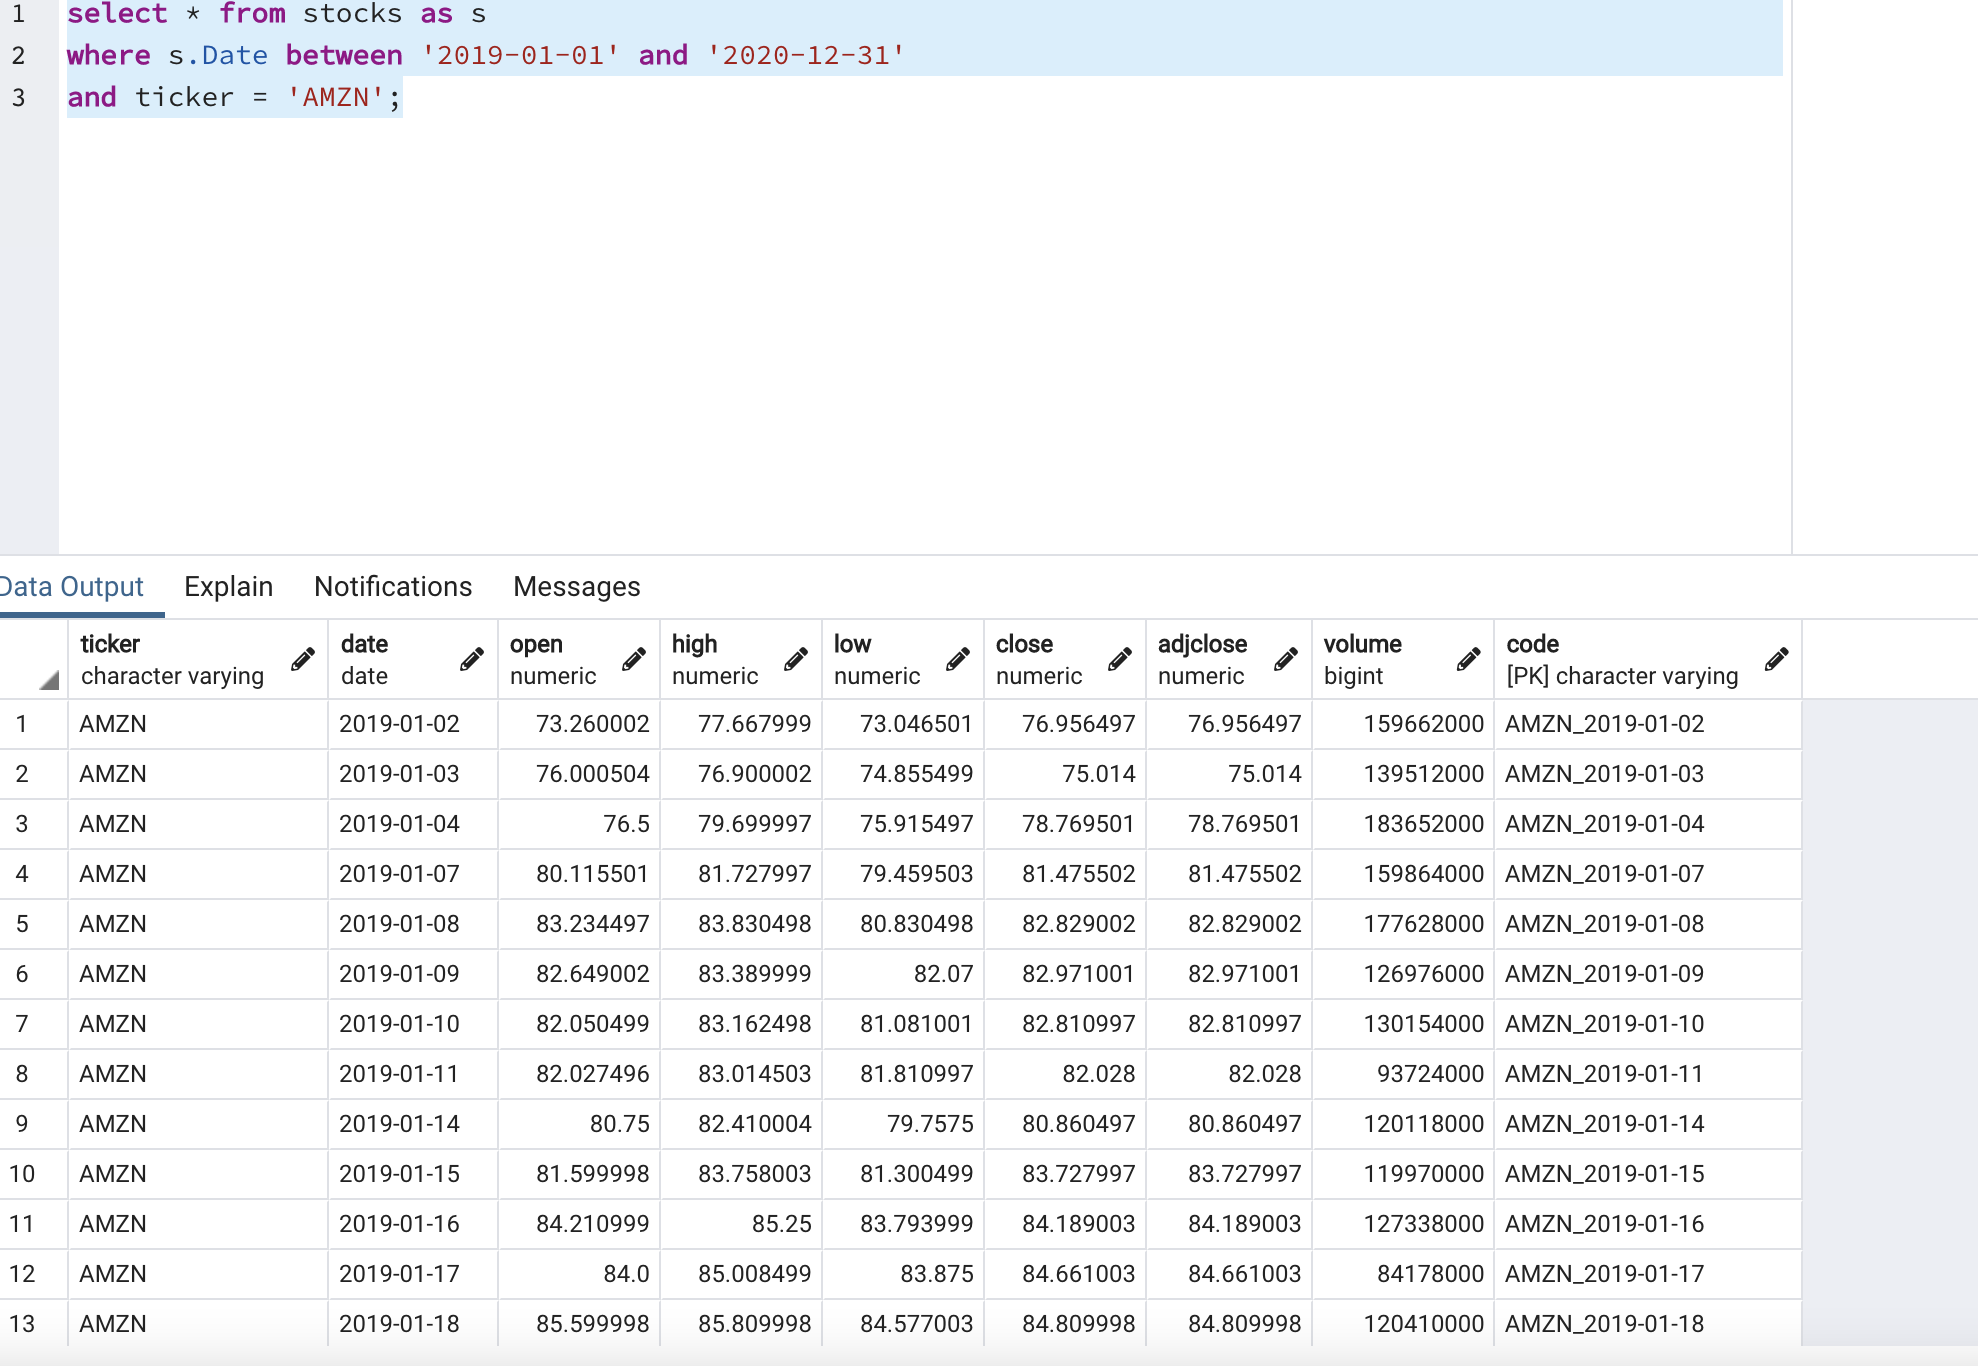 1 select * from stocks as s
2 where s.Date between '2019-01-01' and '2020-12-31'
3 and ticker = 'AMZN';
Data Output Explain Notifications Messages
ticker date open high low close adjclose volume code
character varying date numeric numeric numeric numeric numeric bigint [PK] character varying
1 AMZN 2019-01-02 73.260002 77.667999 73.046501 76.956497 76.956497 159662000 AMZN_2019-01-02
2 AMZN 2019-01-03 76.000504 76.900002 74.855499 75.014 75.014 139512000 AMZN_2019-01-03
3 AMZN 2019-01-04 76.5 79.699997 75.915497 78.769501 78.769501 183652000 AMZN_2019-01-04
4 AMZN 2019-01-07 80.115501 81.727997 79.459503 81.475502 81.475502 159864000 AMZN_2019-01-07
5 AMZN 2019-01-08 83.234497 83.830498 80.830498 82.829002 82.829002 177628000 AMZN_2019-01-08
6 AMZN 2019-01-09 82.649002 83.389999 82.07 82.971001 82.971001 126976000 AMZN_2019-01-09
7 AMZN 2019-01-10 82.050499 83.162498 81.081001 82.810997 82.810997 130154000 AMZN_2019-01-10
8 AMZN 2019-01-11 82.027496 83.014503 81.810997 82.028 82.028 93724000 AMZN_2019-01-11
9 AMZN 2019-01-14 80.75 82.410004 79.7575 80.860497 80.860497 120118000 AMZN_2019-01-14
10 AMZN 2019-01-15 81.599998 83.758003 81.300499 83.727997 83.727997 119970000 AMZN_2019-01-15
11 AMZN 2019-01-16 84.210999 85.25 83.793999 84.189003 84.189003 127338000 AMZN_2019-01-16
12 AMZN 2019-01-17 84.0 85.008499 83.875 84.661003 84.661003 84178000 AMZN_2019-01-17
13 AMZN 2019-01-18 85.599998 85.809998 84.577003 84.809998 84.809998 120410000 AMZN_2019-01-18